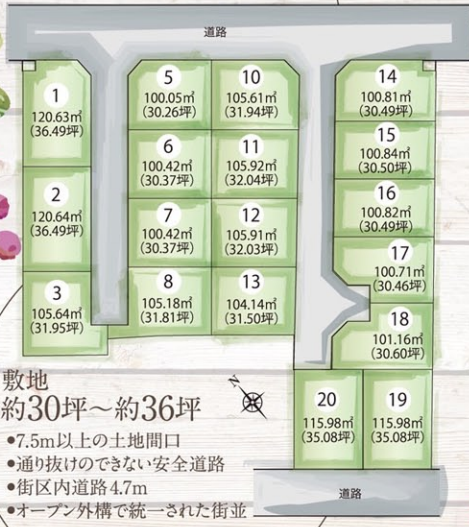 道路
1
120.63㎡
(36.49坪)
2
120.64㎡
(36.49坪)
3
105.64㎡
(31.95坪)
5
100.05㎡
(30.26坪)
6
100.42㎡
(30.37坪)
7
100.42㎡
(30.37坪)
8
105.18㎡
(31.81坪)
10
105.61㎡
(31.94坪)
11
105.92㎡
(32.04坪)
12
105.91㎡
(32.03坪)
13
104.14㎡
(31.50坪)
14
100.81㎡
(30.49坪)
15
100.84㎡
(30.50坪)
16
100.82㎡
(30.49坪)
17
100.71㎡
(30.46坪)
18
101.16㎡
(30.60坪)
20
115.98㎡
(35.08坪)
19
115.98㎡
(35.08坪)
道路
N
敷地
約30坪～約36坪
•7.5m以上の土地間口
•通り抜けのできない安全道路
•街区内道路4.7m
•オープン外構で統一された街並